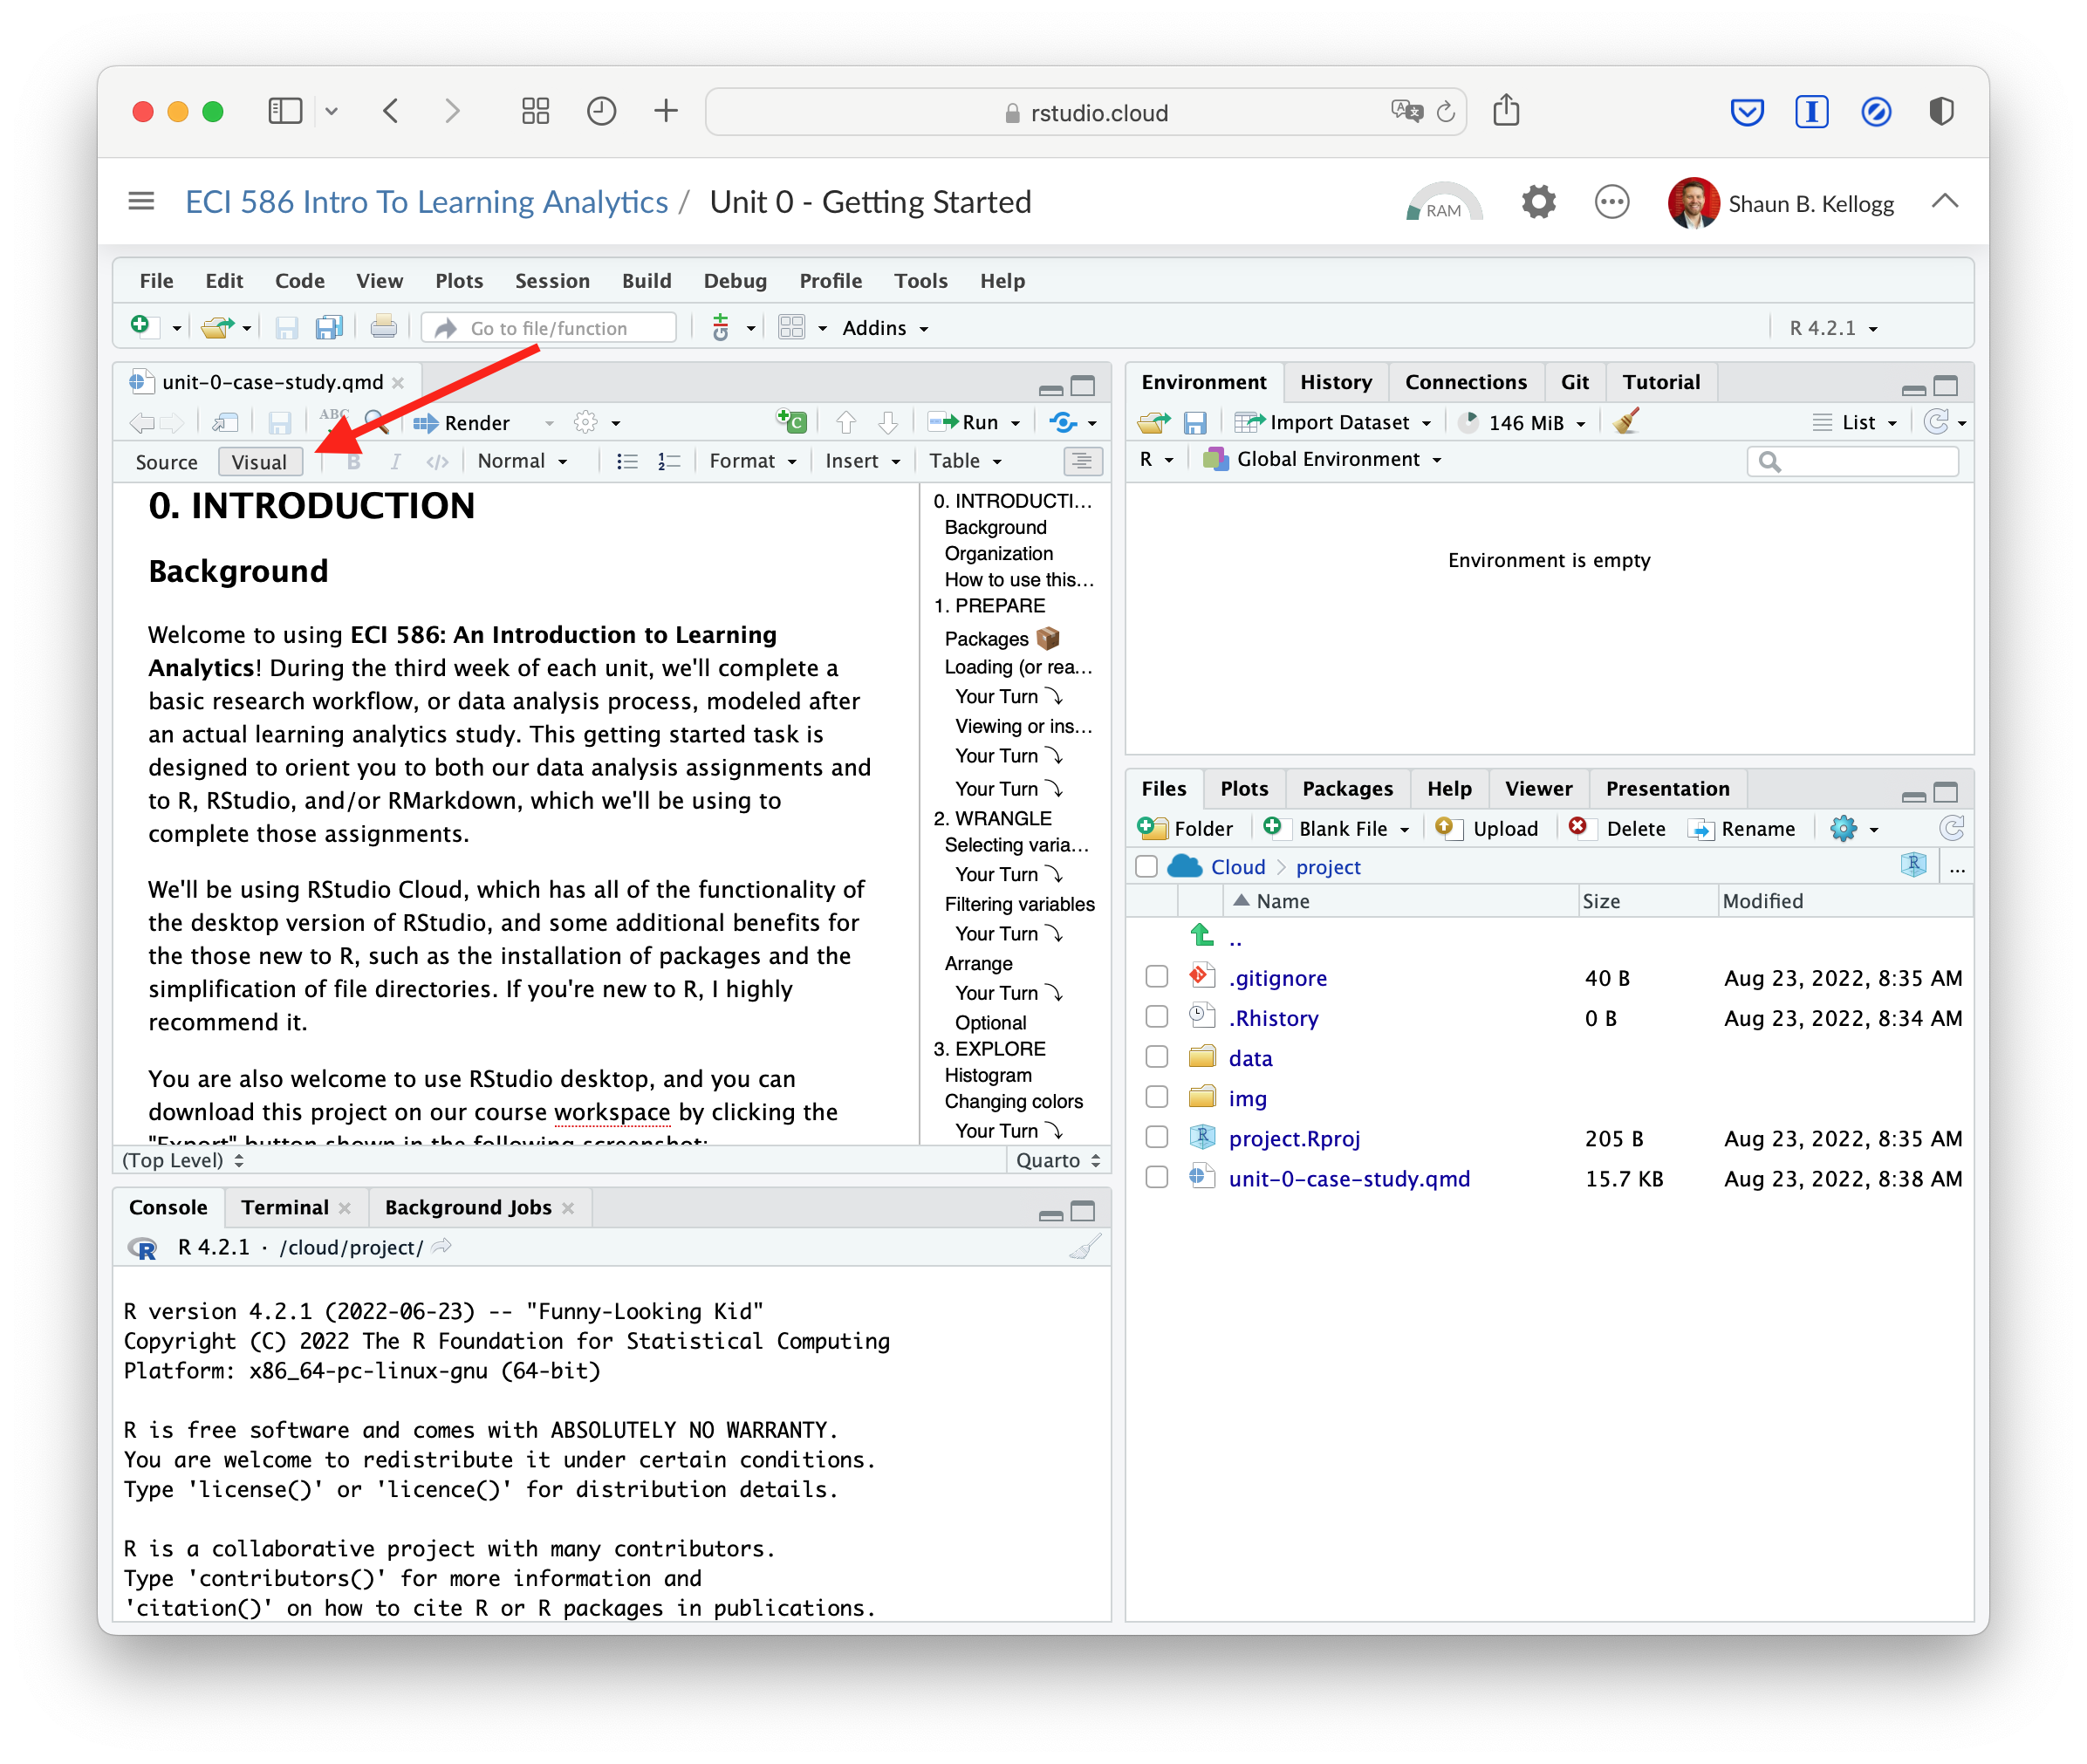 rstudio.cloud
ECI 586 Intro To Learning Analytics / Unit 0 - Getting Started
RAM
Shaun B. Kellogg
File Edit Code View Plots Session Build Debug Profile Tools Help
Go to file/function
Addins
R 4.2.1
unit-0-case-study.qmd
ABC
Render
Run
Source Visual
B I </> Normal Format Insert Table
0. INTRODUCTION
Background
Welcome to using ECI 586: An Introduction to Learning
Analytics! During the third week of each unit, we'll complete a
basic research workflow, or data analysis process, modeled after
an actual learning analytics study. This getting started task is
designed to orient you to both our data analysis assignments and
to R, RStudio, and/or RMarkdown, which we'll be using to
complete those assignments.
We'll be using RStudio Cloud, which has all of the functionality of
the desktop version of RStudio, and some additional benefits for
the those new to R, such as the installation of packages and the
simplification of file directories. If you're new to R, I highly
recommend it.
You are also welcome to use RStudio desktop, and you can
download this project on our course workspace by clicking the
"Export" button shown in the following screenshot:
0. INTRODUCTI...
Background
Organization
How to use this...
1. PREPARE
Packages 📦
Loading (or rea...
Your Turn ⤵
Viewing or ins...
Your Turn ⤵
Your Turn ⤵
2. WRANGLE
Selecting varia...
Your Turn ⤵
Filtering variables
Your Turn ⤵
Arrange
Your Turn ⤵
Optional
3. EXPLORE
Histogram
Changing colors
Your Turn ⤵
(Top Level)
Quarto
Console Terminal Background Jobs
R 4.2.1 · /cloud/project/
R version 4.2.1 (2022-06-23) -- "Funny-Looking Kid"
Copyright (C) 2022 The R Foundation for Statistical Computing
Platform: x86_64-pc-linux-gnu (64-bit)
R is free software and comes with ABSOLUTELY NO WARRANTY.
You are welcome to redistribute it under certain conditions.
Type 'license()' or 'licence()' for distribution details.
R is a collaborative project with many contributors.
Type 'contributors()' for more information and
'citation()' on how to cite R or R packages in publications.
Environment History Connections Git Tutorial
Import Dataset 146 MiB List
R Global Environment
Environment is empty
Files Plots Packages Help Viewer Presentation
Folder Blank File Upload Delete Rename
Cloud > project
...
Name Size Modified
..
.gitignore 40 B Aug 23, 2022, 8:35 AM
.Rhistory 0 B Aug 23, 2022, 8:34 AM
data
img
project.Rproj 205 B Aug 23, 2022, 8:35 AM
unit-0-case-study.qmd 15.7 KB Aug 23, 2022, 8:38 AM